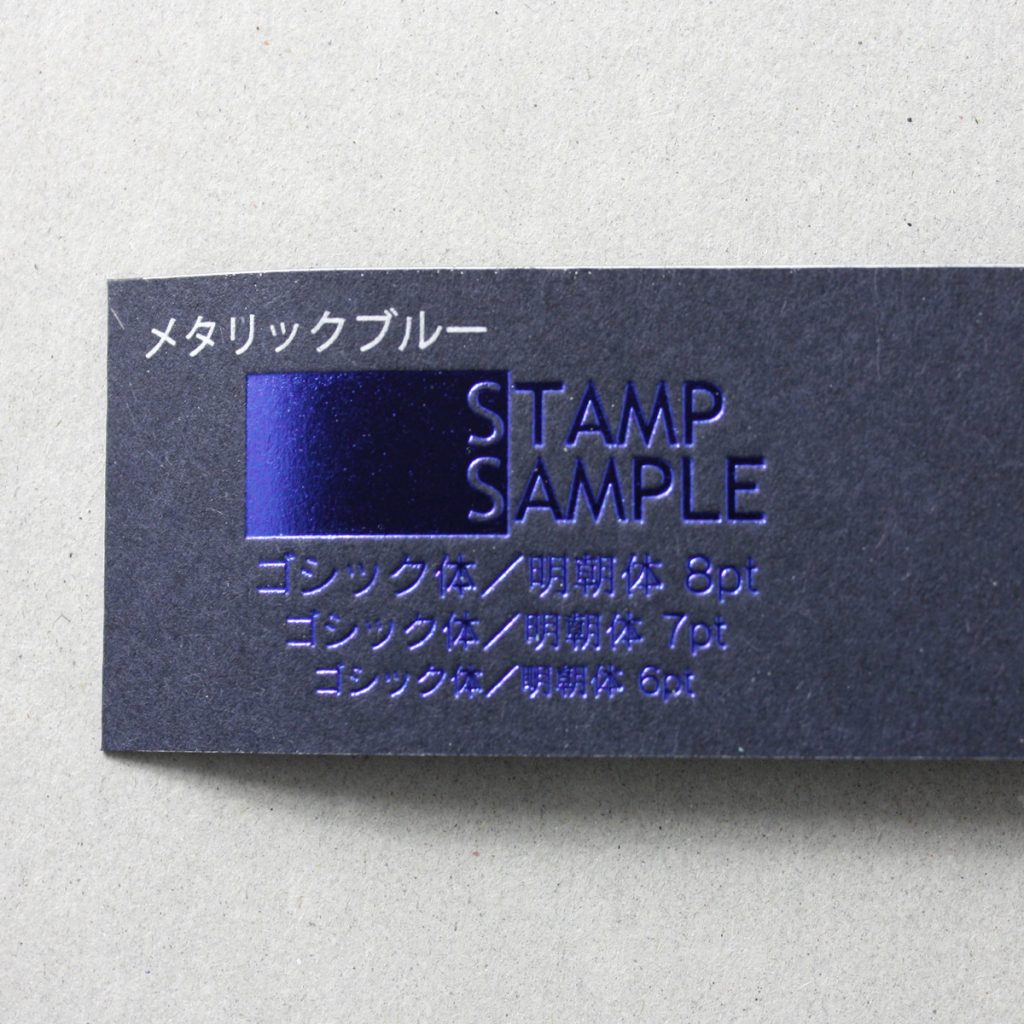 メタリックブルー
STAMP
SAMPLE
ゴシック体／明朝体 8pt
ゴシック体／明朝体 7pt
ゴシック体／明朝体 6pt